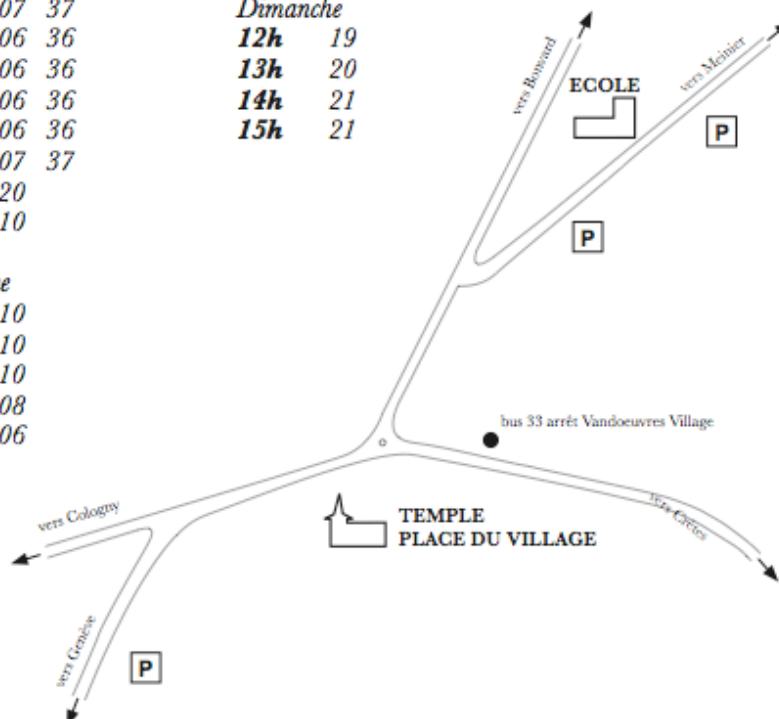 07 37
06 36
06 36
06 36
06 36
07 37
20
10
e
10
10
10
08
06
Dimanche
12h 19
13h 20
14h 21
15h 21
vers Bonvard
ECOLE
vers Meinier
P
P
bus 33 arrêt Vandoeuvres Village
vers Cologny
TEMPLE
PLACE DU VILLAGE
vers Crêtes
vers Genève
P